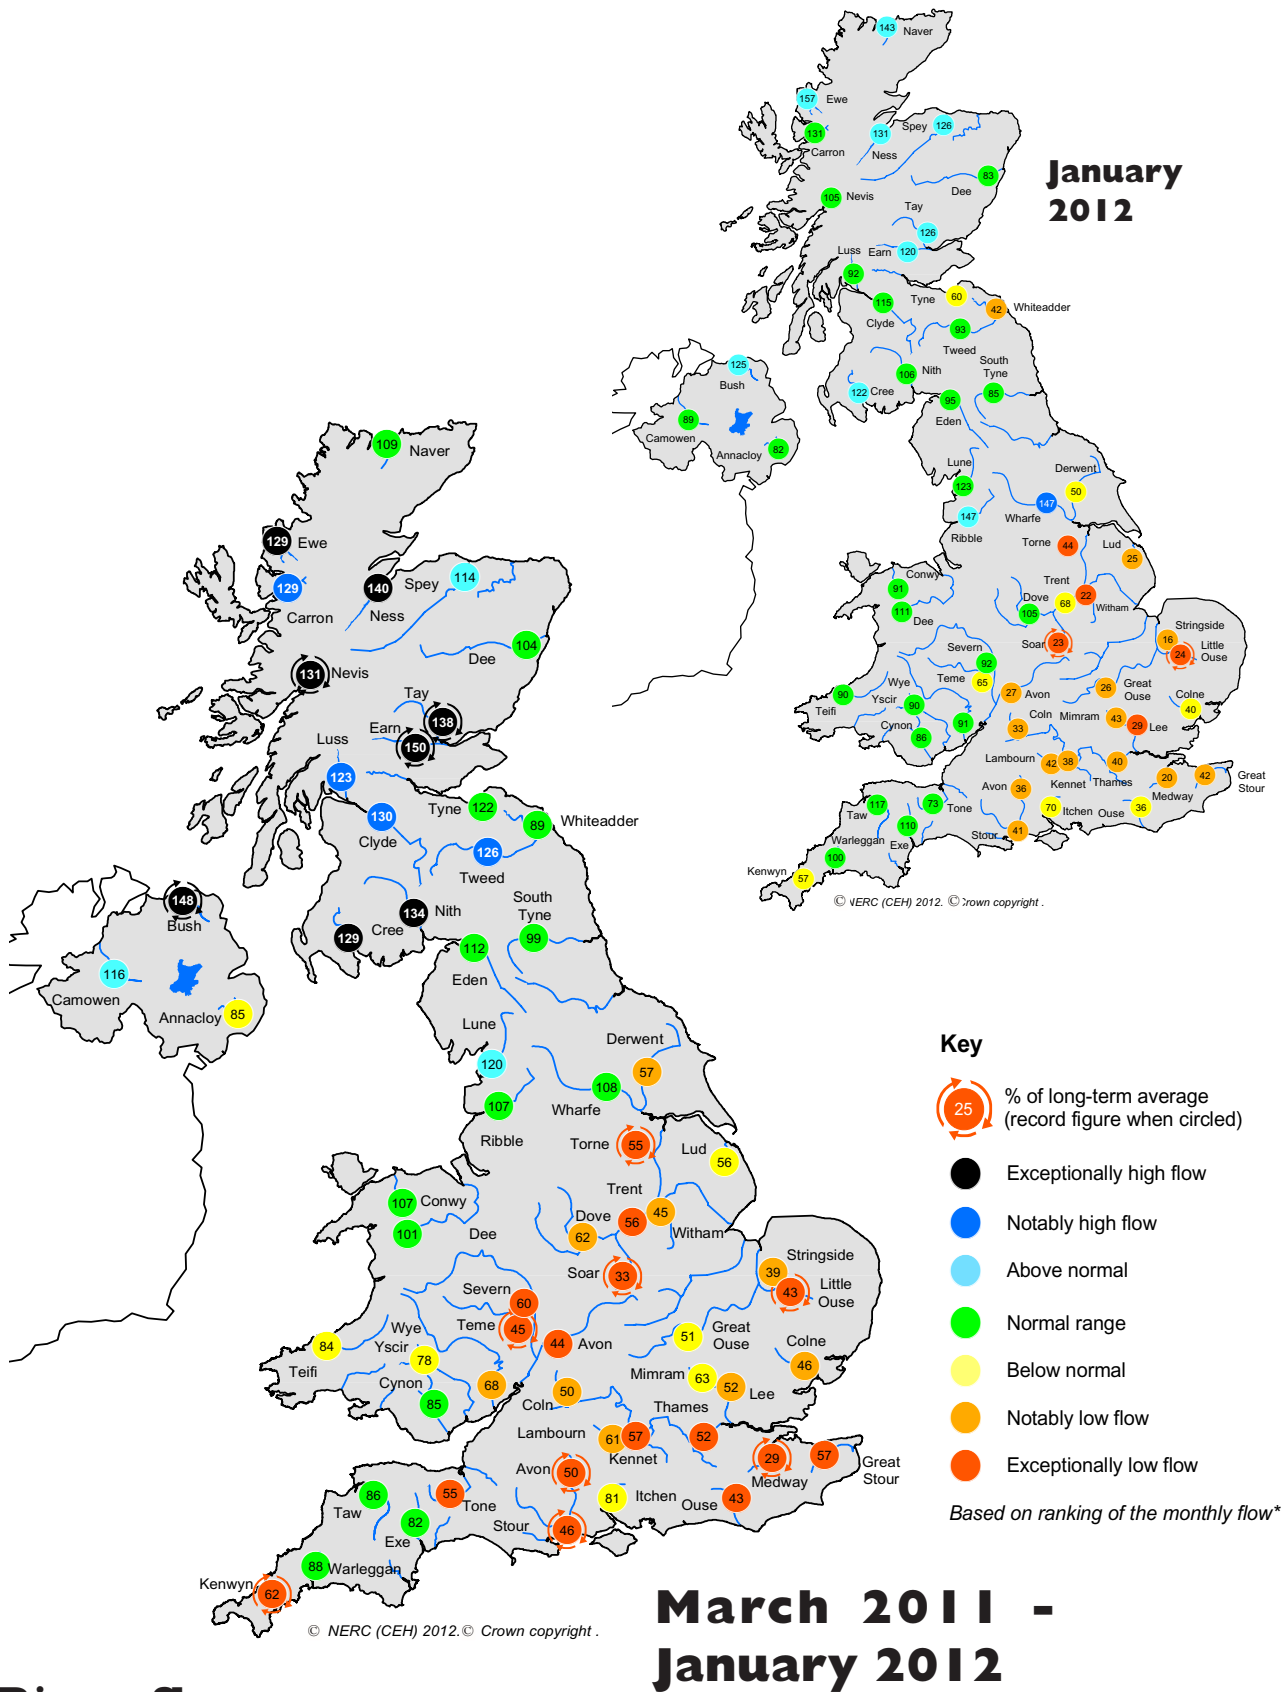 143 Naver
157 Ewe
131
Carron
131
Ness
Spey 126
January
2012
83
Dee
105 Nevis
Tay
126
Luss Earn 120
92
115
Clyde
Tyne 60
42 Whiteadder
93
Tweed
South
Tyne
85
106 Nith
122 Cree
95
Eden
125
Bush
89
Camowen
Annacloy 82
Lune
123
147
Ribble
Derwent
50
147
Wharfe
Torne 44
Lud
25
Conwy
91
111
Dee
Trent
22
Dove 68
105
Witham
Soar 23
Stringside
16
Little
24
Ouse
Severn
92
Teme 65
Wye
90
Teifi
Yscir 90
Cynon
86
91
27 Avon
26 Great
Ouse
Colne
40
Coln
33
Mimram 43
29 Lee
Lambourn 42 38
Kennet
40
Thames
20
Medway
42 Great
Stour
Avon 36
70 Itchen
Ouse 36
Stour 41
117
Taw
73
Tone
110
Exe
Warleggan
100
Kenwyn
57
© NERC (CEH) 2012. © Crown copyright .
109 Naver
129 Ewe
129
Carron
140
Ness
Spey 114
Dee 104
131 Nevis
Tay
138
Earn
150
Luss
123
130
Clyde
Tyne 122
89 Whiteadder
126
Tweed
South
Tyne
99
134 Nith
129 Cree
112
Eden
148
Bush
116
Camowen
Annacloy 85
Lune
120
107
Ribble
Derwent
57
108
Wharfe
Torne 55
Lud
56
107 Conwy
101
Dee
Trent
45
Dove 56
62
Witham
Soar 33
Stringside
39
43 Little
Ouse
Severn
60
Teme 45
Wye
84
Teifi
Yscir
78
Cynon
85
68
44 Avon
51 Great
Ouse
Colne
46
Coln 50
Mimram 63
52 Lee
Thames
52
Lambourn
61 57
Kennet
29
Medway
57
Great
Stour
Avon 50
81 Itchen
Ouse 43
Stour 46
86
Taw
55
Tone
82
Exe
88 Warleggan
Kenwyn
62
© NERC (CEH) 2012.© Crown copyright .
Key
25 % of long-term average
(record figure when circled)
Exceptionally high flow
Notably high flow
Above normal
Normal range
Below normal
Notably low flow
Exceptionally low flow
Based on ranking of the monthly flow*
March 2011 -
January 2012